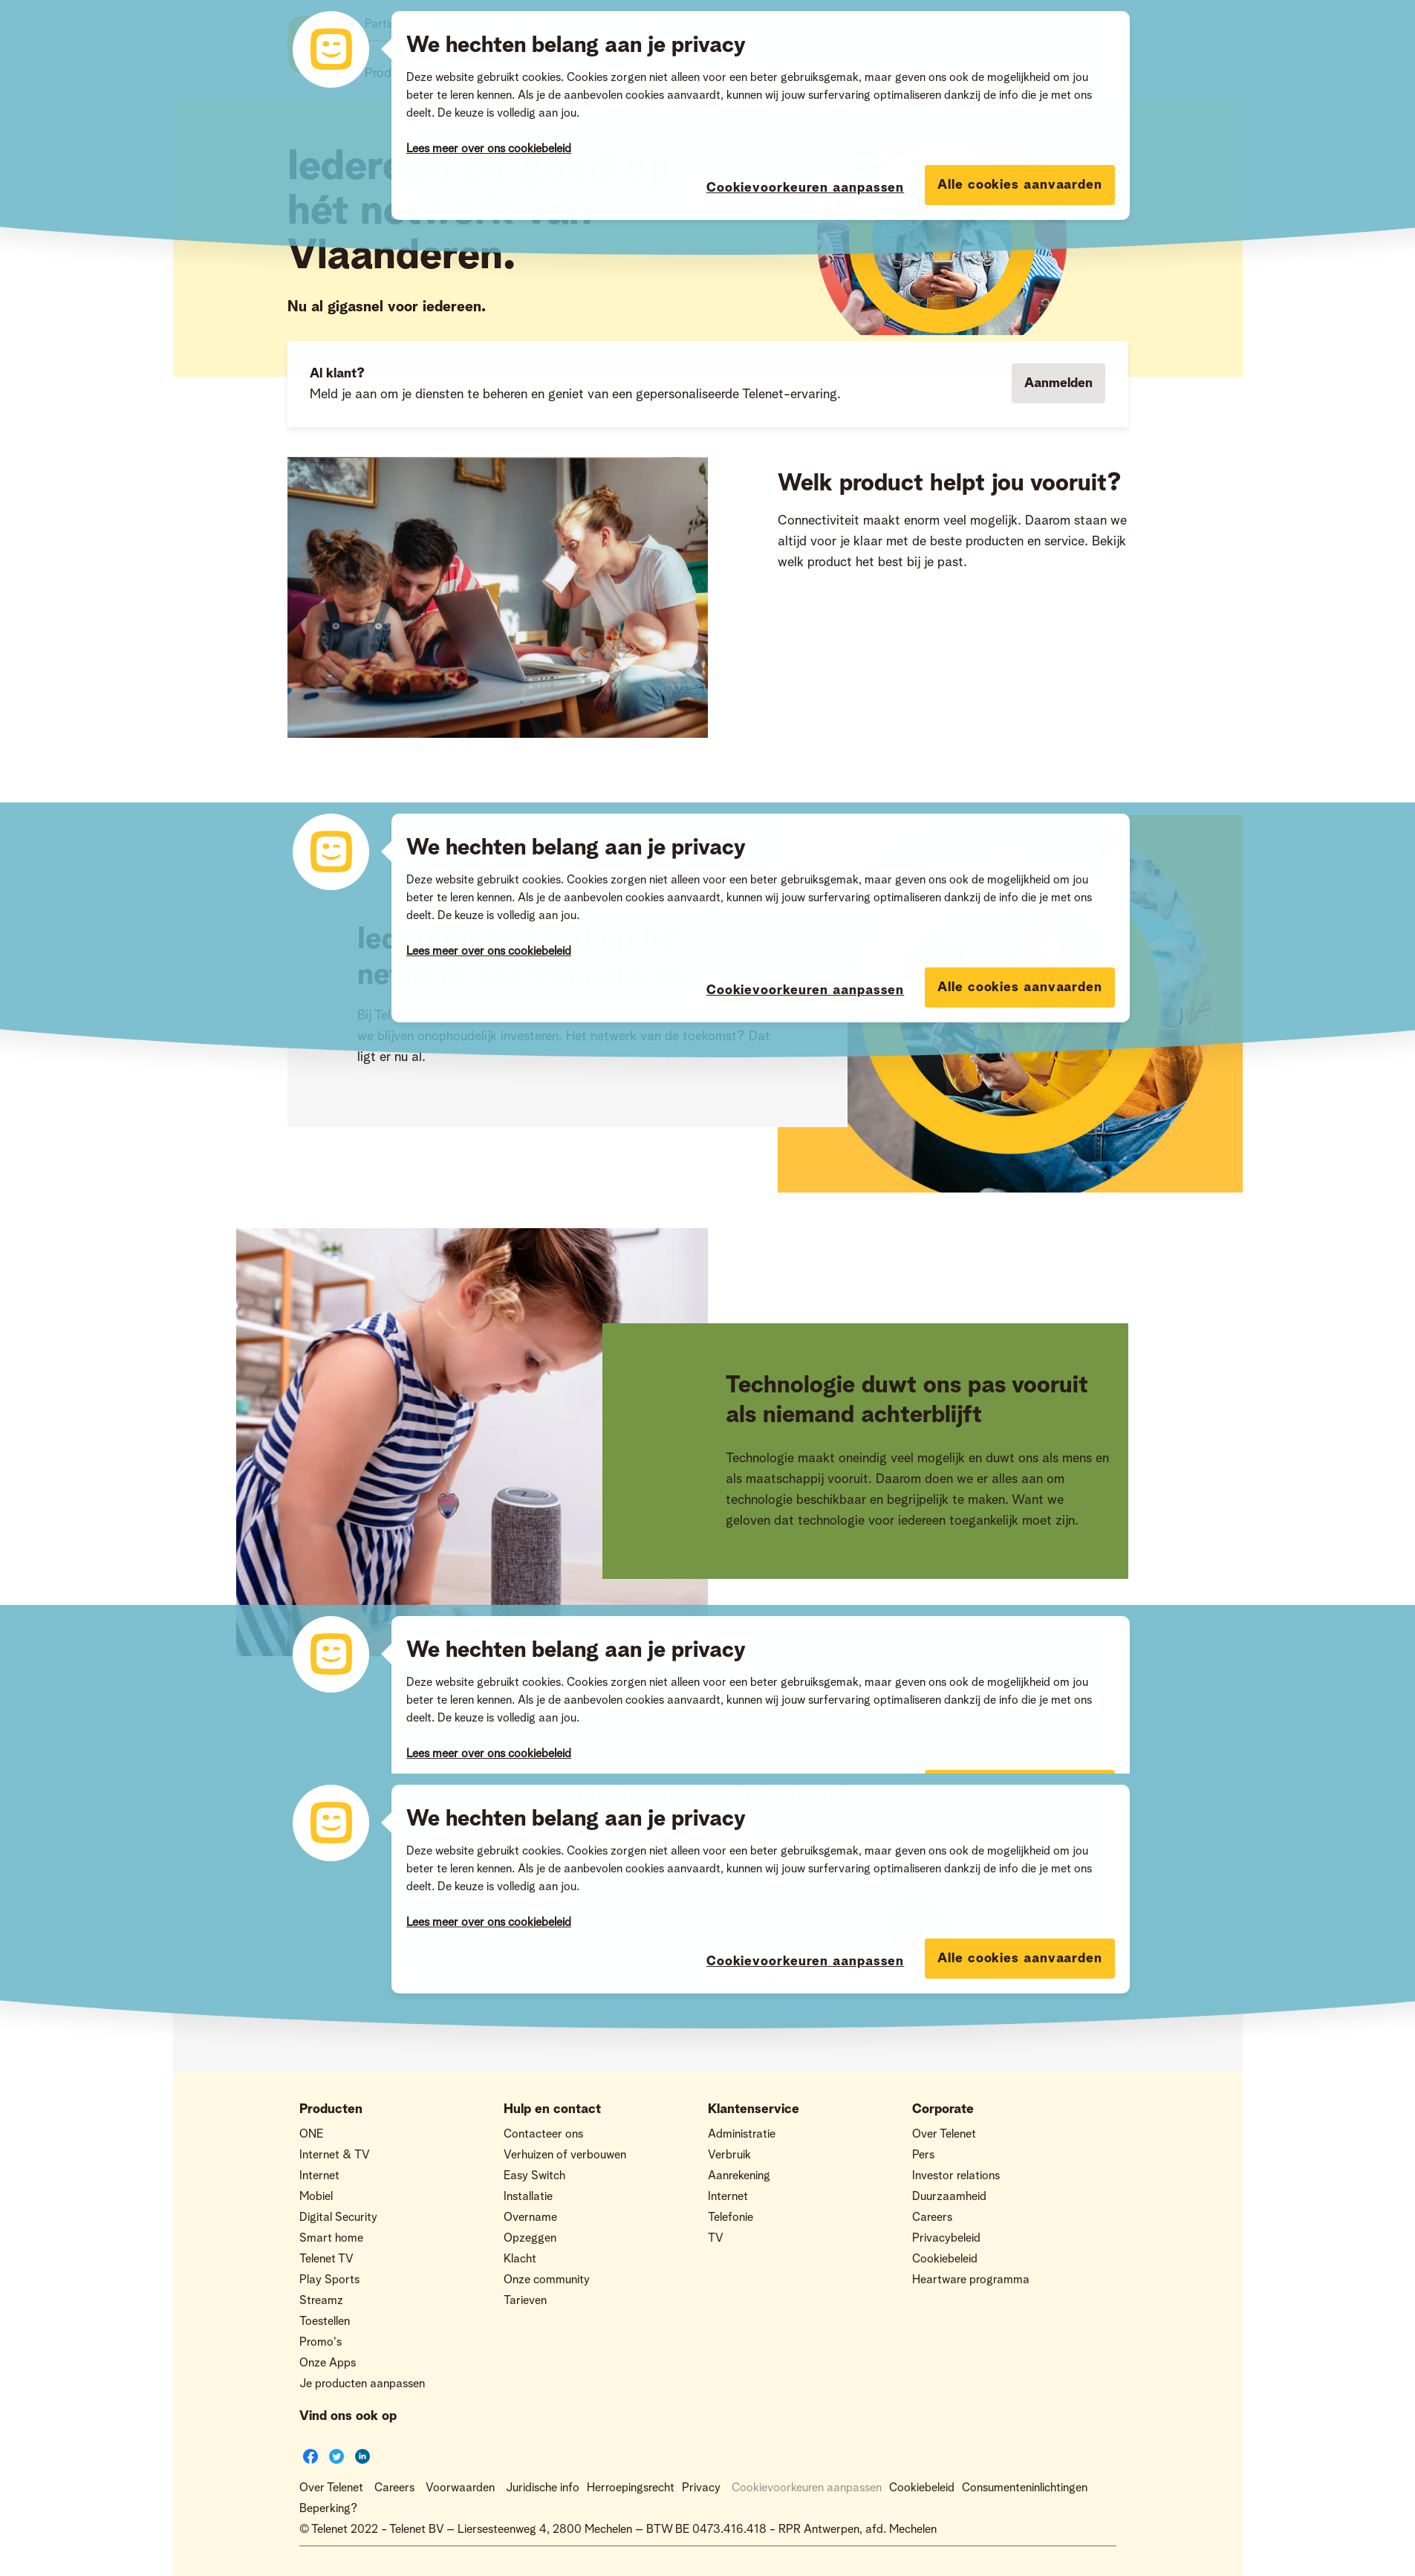 We hechten belang aan je privacy
Deze website gebruikt cookies. Cookies zorgen niet alleen voor een beter gebruiksgemak, maar geven ons ook de mogelijkheid om jou
beter te leren kennen. Als je de aanbevolen cookies aanvaardt, kunnen wij jouw surfervaring optimaliseren dankzij de info die je met ons
deelt. De keuze is volledig aan jou.
Lees meer over ons cookiebeleid
Cookievoorkeuren aanpassen
Alle cookies aanvaarden
hét netwerk van
Vlaanderen.
Nu al gigasnel voor iedereen.
Al klant?
Meld je aan om je diensten te beheren en geniet van een gepersonaliseerde Telenet-ervaring.
Aanmelden
Welk product helpt jou vooruit?
Connectiviteit maakt enorm veel mogelijk. Daarom staan we
altijd voor je klaar met de beste producten en service. Bekijk
welk product het best bij je past.
We hechten belang aan je privacy
Deze website gebruikt cookies. Cookies zorgen niet alleen voor een beter gebruiksgemak, maar geven ons ook de mogelijkheid om jou
beter te leren kennen. Als je de aanbevolen cookies aanvaardt, kunnen wij jouw surfervaring optimaliseren dankzij de info die je met ons
deelt. De keuze is volledig aan jou.
Lees meer over ons cookiebeleid
Cookievoorkeuren aanpassen
Alle cookies aanvaarden
Bij
we blijven onophoudelijk investeren. Het netwerk van de toekomst? Dat
ligt er nu al.
Technologie duwt ons pas vooruit
als niemand achterblijft
Technologie maakt oneindig veel mogelijk en duwt ons als mens en
als maatschappij vooruit. Daarom doen we er alles aan om
technologie beschikbaar en begrijpelijk te maken. Want we
geloven dat technologie voor iedereen toegankelijk moet zijn.
We hechten belang aan je privacy
Deze website gebruikt cookies. Cookies zorgen niet alleen voor een beter gebruiksgemak, maar geven ons ook de mogelijkheid om jou
beter te leren kennen. Als je de aanbevolen cookies aanvaardt, kunnen wij jouw surfervaring optimaliseren dankzij de info die je met ons
deelt. De keuze is volledig aan jou.
Lees meer over ons cookiebeleid
We hechten belang aan je privacy
Deze website gebruikt cookies. Cookies zorgen niet alleen voor een beter gebruiksgemak, maar geven ons ook de mogelijkheid om jou
beter te leren kennen. Als je de aanbevolen cookies aanvaardt, kunnen wij jouw surfervaring optimaliseren dankzij de info die je met ons
deelt. De keuze is volledig aan jou.
Lees meer over ons cookiebeleid
Cookievoorkeuren aanpassen
Alle cookies aanvaarden
Producten
ONE
Internet & TV
Internet
Mobiel
Digital Security
Smart home
Telenet TV
Play Sports
Streamz
Toestellen
Promo's
Onze Apps
Je producten aanpassen
Hulp en contact
Contacteer ons
Verhuizen of verbouwen
Easy Switch
Installatie
Overname
Opzeggen
Klacht
Onze community
Tarieven
Klantenservice
Administratie
Verbruik
Aanrekening
Internet
Telefonie
TV
Corporate
Over Telenet
Pers
Investor relations
Duurzaamheid
Careers
Privacybeleid
Cookiebeleid
Heartware programma
Vind ons ook op
Over Telenet Careers Voorwaarden Juridische info Herroepingsrecht Privacy Cookievoorkeuren aanpassen Cookiebeleid Consumenteninlichtingen
Beperking?
© Telenet 2022 - Telenet BV – Liersesteenweg 4, 2800 Mechelen – BTW BE 0473.416.418 - RPR Antwerpen, afd. Mechelen